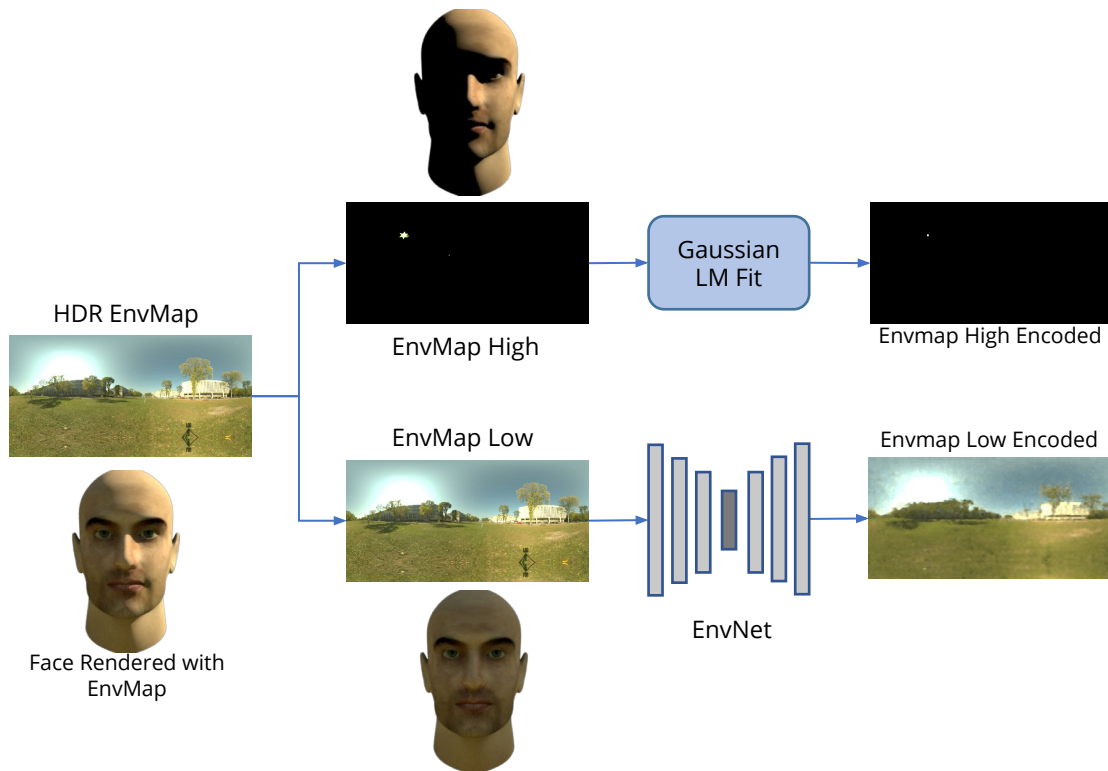 HDR EnvMap
Face Rendered with
EnvMap
EnvMap High
Gaussian
LM Fit
Envmap High Encoded
EnvMap Low
EnvNet
Envmap Low Encoded